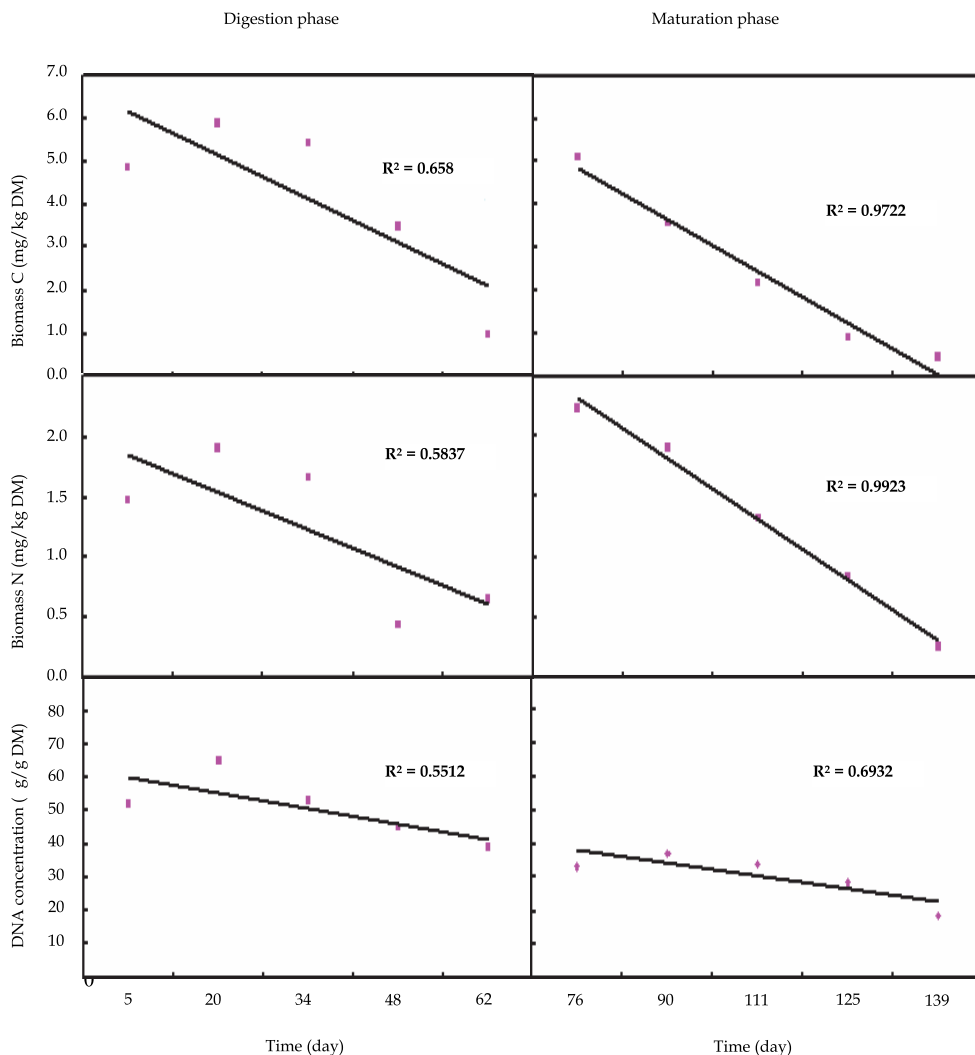 Digestion phase
Maturation phase
Biomass C (mg/kg DM)
7.0
6.0
5.0
4.0
3.0
2.0
1.0
0.0
R² = 0.658
R² = 0.9722
Biomass N (mg/kg DM)
2.0
1.5
1.0
0.5
0.0
R² = 0.5837
R² = 0.9923
DNA concentration ( g/g DM)
80
70
60
50
40
30
20
10
0
R² = 0.5512
R² = 0.6932
5 20 34 48 62
76 90 111 125 139
Time (day)
Time (day)